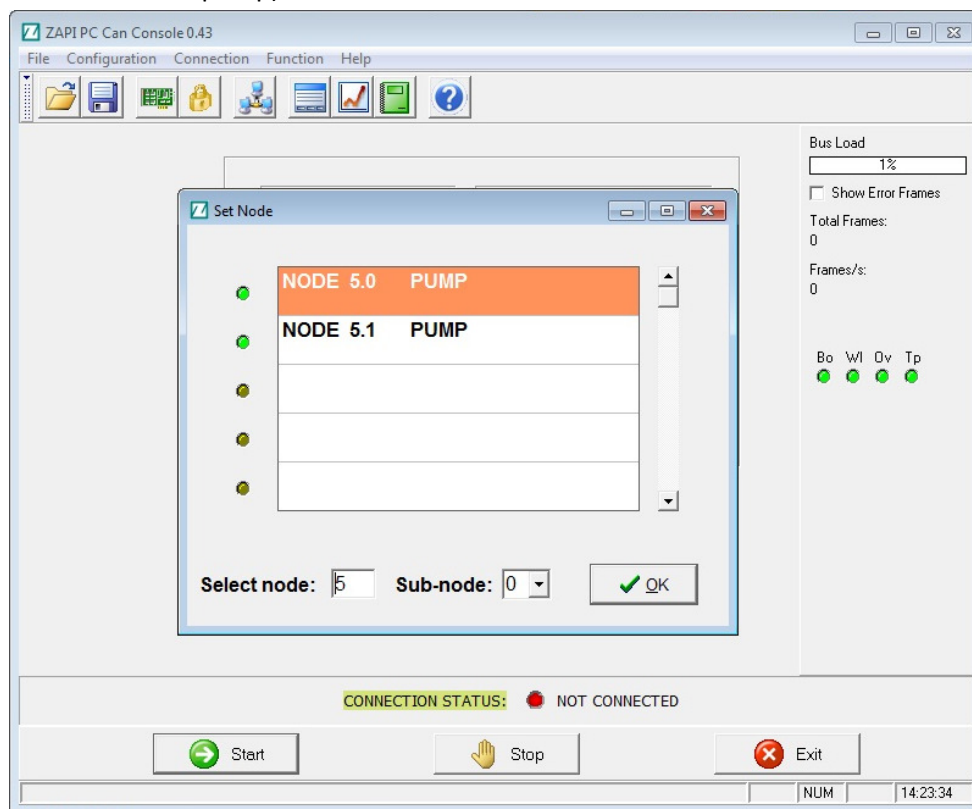 ZAPI PC Can Console 0.43
File Configuration Connection Function Help
Bus Load
1%
Show Error Frames
Total Frames:
0
Frames/s:
0
Bo Wl Ov Tp
Set Node
NODE 5.0 PUMP
NODE 5.1 PUMP
Select node: 5 Sub-node: 0 OK
CONNECTION STATUS: NOT CONNECTED
Start Stop Exit
NUM 14:23:34